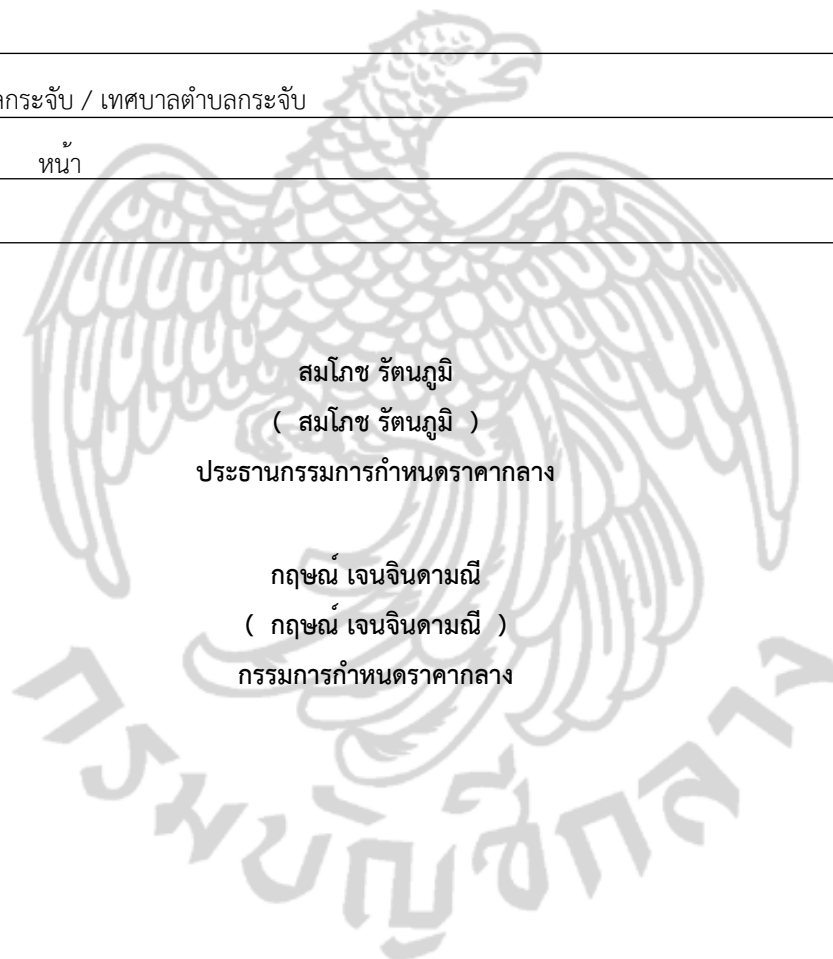 ลกระจับ / เทศบาลตำบลกระจับ
หน้า
สมโภช รัตนภูมิ
( สมโภช รัตนภูมิ )
ประธานกรรมการกำหนดราคากลาง
กฤษณ์ เจนจินดามณี
( กฤษณ์ เจนจินดามณี )
กรรมการกำหนดราคากลาง
กรมบัญชีกลาง